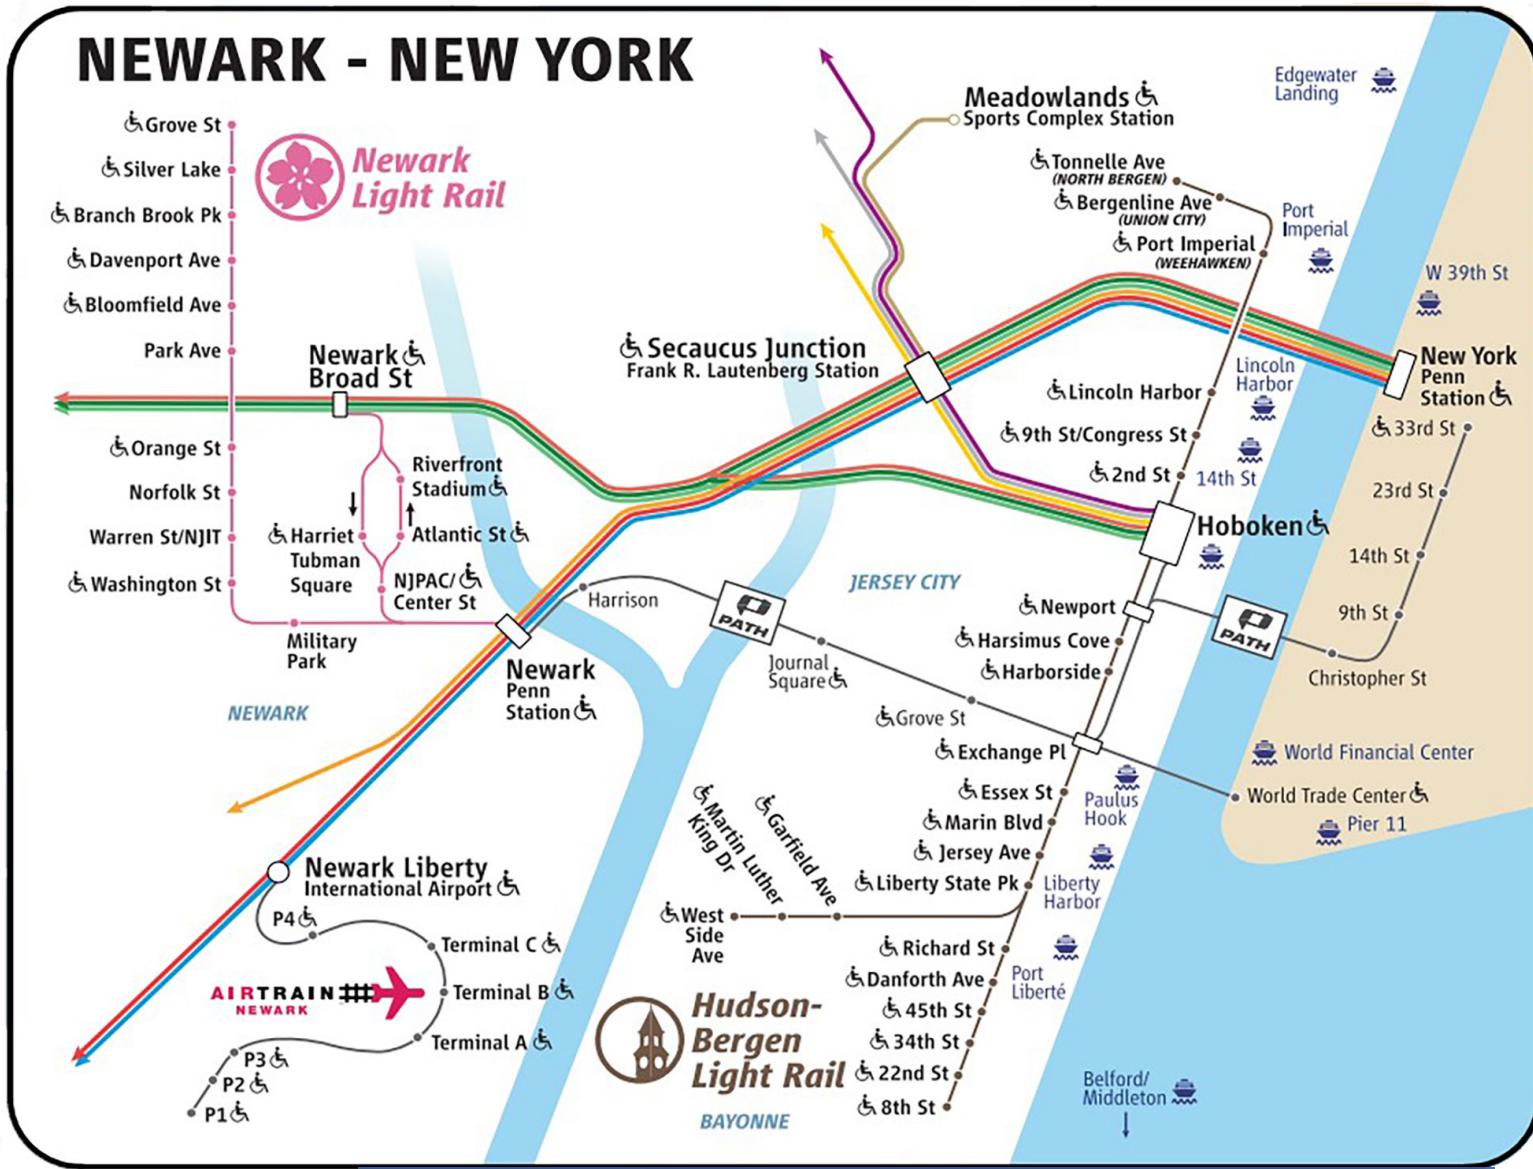 NEWARK - NEW YORK
Grove St
Silver Lake
Branch Brook Pk
Davenport Ave
Bloomfield Ave
Park Ave
Orange St
Norfolk St
Warren St/NJIT
Washington St
Military
Park
Newark
Light Rail
Newark
Broad St
Riverfront
Stadium
Atlantic St
Harriet
Tubman
Square
NJPAC/
Center St
Newark
Penn
Station
NEWARK
Harrison
PATH
Journal
Square
Grove St
Exchange Pl
World Trade Center
JERSEY CITY
Secaucus Junction
Frank R. Lautenberg Station
Meadowlands
Sports Complex Station
Tonnelle Ave
(NORTH BERGEN)
Bergenline Ave
(UNION CITY)
Port Imperial
(WEEHAWKEN)
Lincoln Harbor
9th St/Congress St
2nd St
Hoboken
Newport
Harsimus Cove
Harborside
Essex St
Marin Blvd
Jersey Ave
Liberty State Pk
Garfield Ave
Martin Luther
King Dr
West
Side
Ave
Richard St
Danforth Ave
45th St
34th St
22nd St
8th St
Hudson-
Bergen
Light Rail
BAYONNE
Edgewater
Landing
Port
Imperial
W 39th St
Lincoln
Harbor
14th St
New York
Penn
Station
33rd St
23rd St
14th St
9th St
Christopher St
PATH
World Financial Center
Pier 11
Paulus
Hook
Liberty
Harbor
Port
Liberté
Belford/
Middleton
Newark Liberty
International Airport
P4
Terminal C
Terminal B
Terminal A
P3
P2
P1
AIRTRAIN
NEWARK